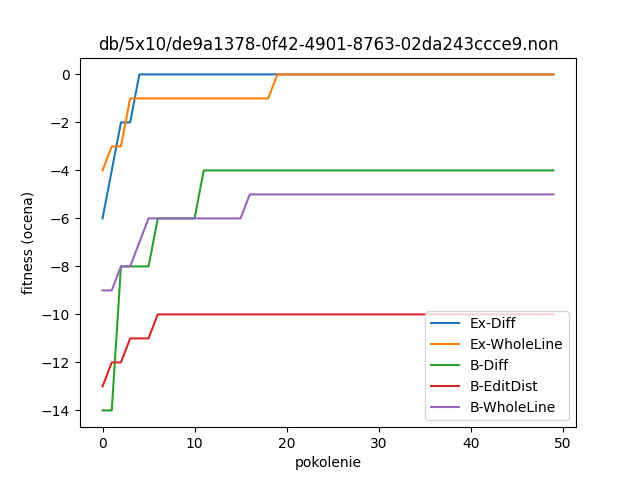 db/5x10/de9a1378-0f42-4901-8763-02da243ccce9.non
fitness (ocena)
0
−2
−4
−6
−8
−10
−12
−14
0 10 20 30 40 50
pokolenie
Ex-Diff
Ex-WholeLine
B-Diff
B-EditDist
B-WholeLine